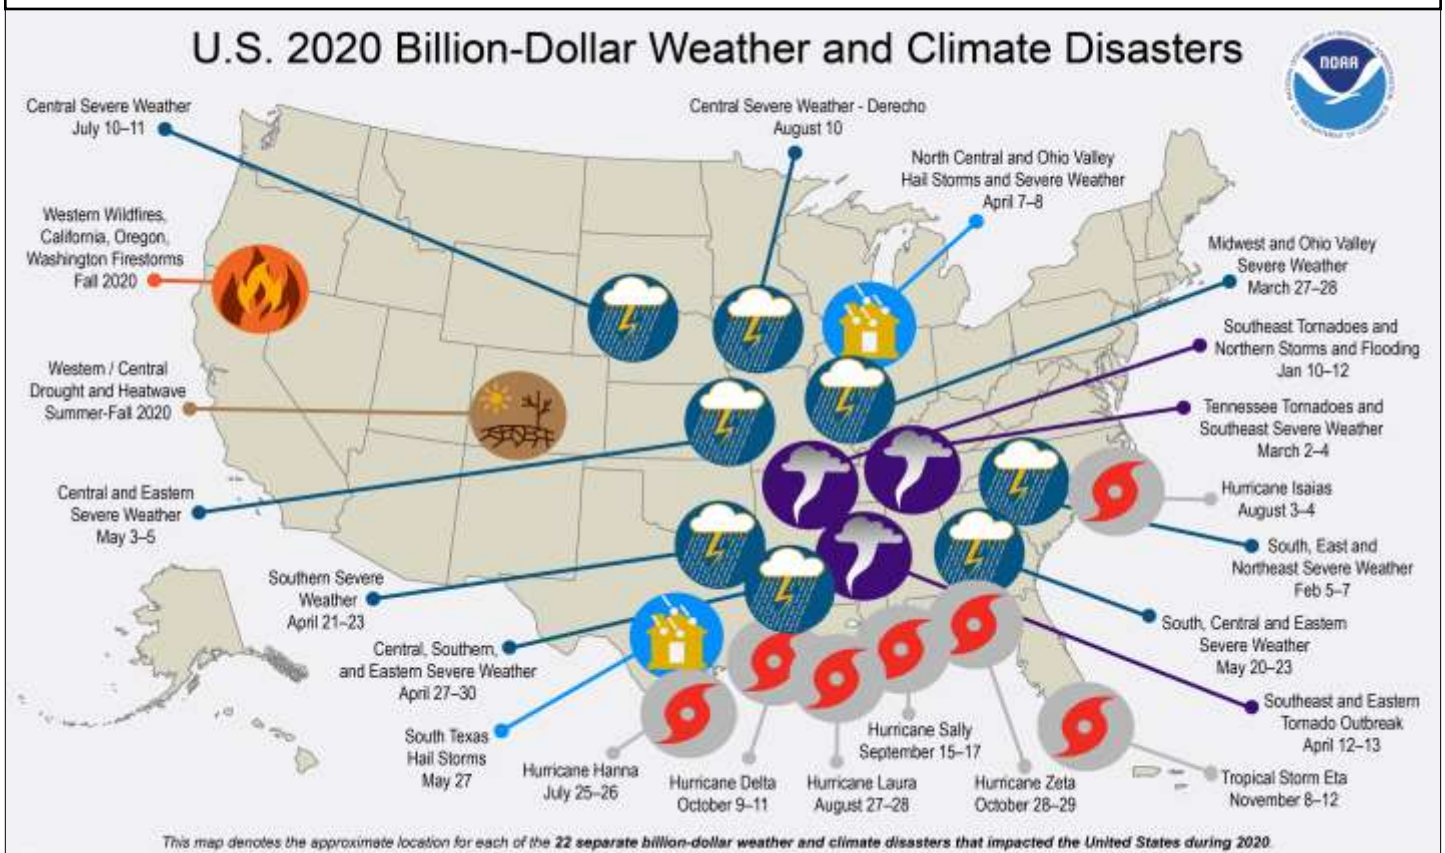 U.S. 2020 Billion-Dollar Weather and Climate Disasters
NOAA
Central Severe Weather
July 10–11
Central Severe Weather - Derecho
August 10
North Central and Ohio Valley
Hail Storms and Severe Weather
April 7–8
Western Wildfires,
California, Oregon,
Washington Firestorms
Fall 2020
Midwest and Ohio Valley
Severe Weather
March 27–28
Southeast Tornadoes and
Northern Storms and Flooding
Jan 10–12
Western / Central
Drought and Heatwave
Summer-Fall 2020
Tennessee Tornadoes and
Southeast Severe Weather
March 2–4
Central and Eastern
Severe Weather
May 3–5
Hurricane Isaias
August 3–4
South, East and
Northeast Severe Weather
Feb 5–7
Southern Severe
Weather
April 21–23
South, Central and Eastern
Severe Weather
May 20–23
Central, Southern,
and Eastern Severe Weather
April 27–30
Southeast and Eastern
Tornado Outbreak
April 12–13
South Texas
Hail Storms
May 27
Hurricane Hanna
July 25–26
Hurricane Delta
October 9–11
Hurricane Laura
August 27–28
Hurricane Sally
September 15–17
Hurricane Zeta
October 28–29
Tropical Storm Eta
November 8–12
This map denotes the approximate location for each of the 22 separate billion-dollar weather and climate disasters that impacted the United States during 2020.